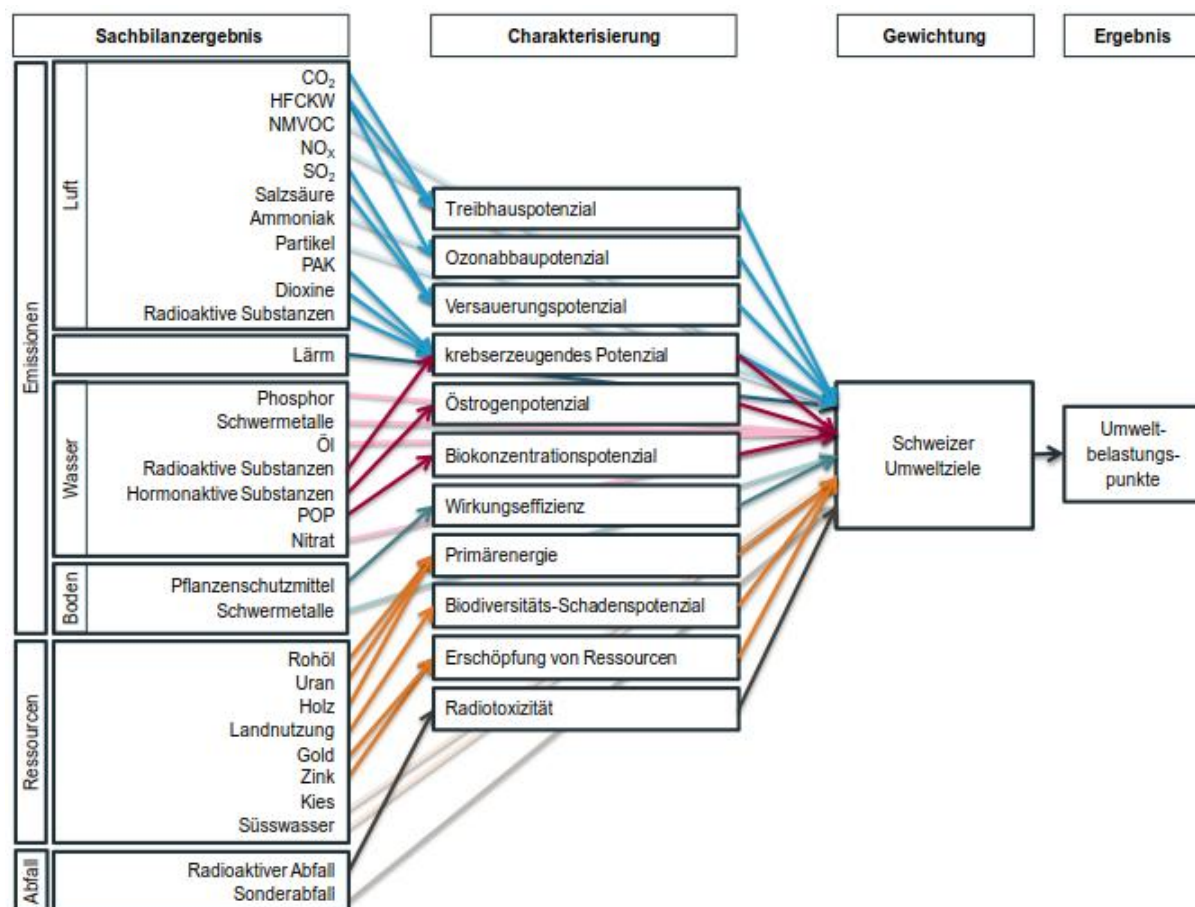 Sachbilanzergebnis
Charakterisierung
Gewichtung
Ergebnis
Emissionen
Luft
CO₂
HFCKW
NMVOC
NOₓ
SO₂
Salzsäure
Ammoniak
Partikel
PAK
Dioxine
Radioaktive Substanzen
Lärm
Wasser
Phosphor
Schwermetalle
Öl
Radioaktive Substanzen
Hormonaktive Substanzen
POP
Nitrat
Boden
Pflanzenschutzmittel
Schwermetalle
Ressourcen
Rohöl
Uran
Holz
Landnutzung
Gold
Zink
Kies
Süsswasser
Abfall
Radioaktiver Abfall
Sonderabfall
Treibhauspotenzial
Ozonabbaupotenzial
Versauerungspotenzial
krebserzeugendes Potenzial
Östrogenpotenzial
Biokonzentrationspotenzial
Wirkungseffizienz
Primärenergie
Biodiversitäts-Schadenspotenzial
Erschöpfung von Ressourcen
Radiotoxizität
Schweizer
Umweltziele
Umwelt-
belastungs-
punkte